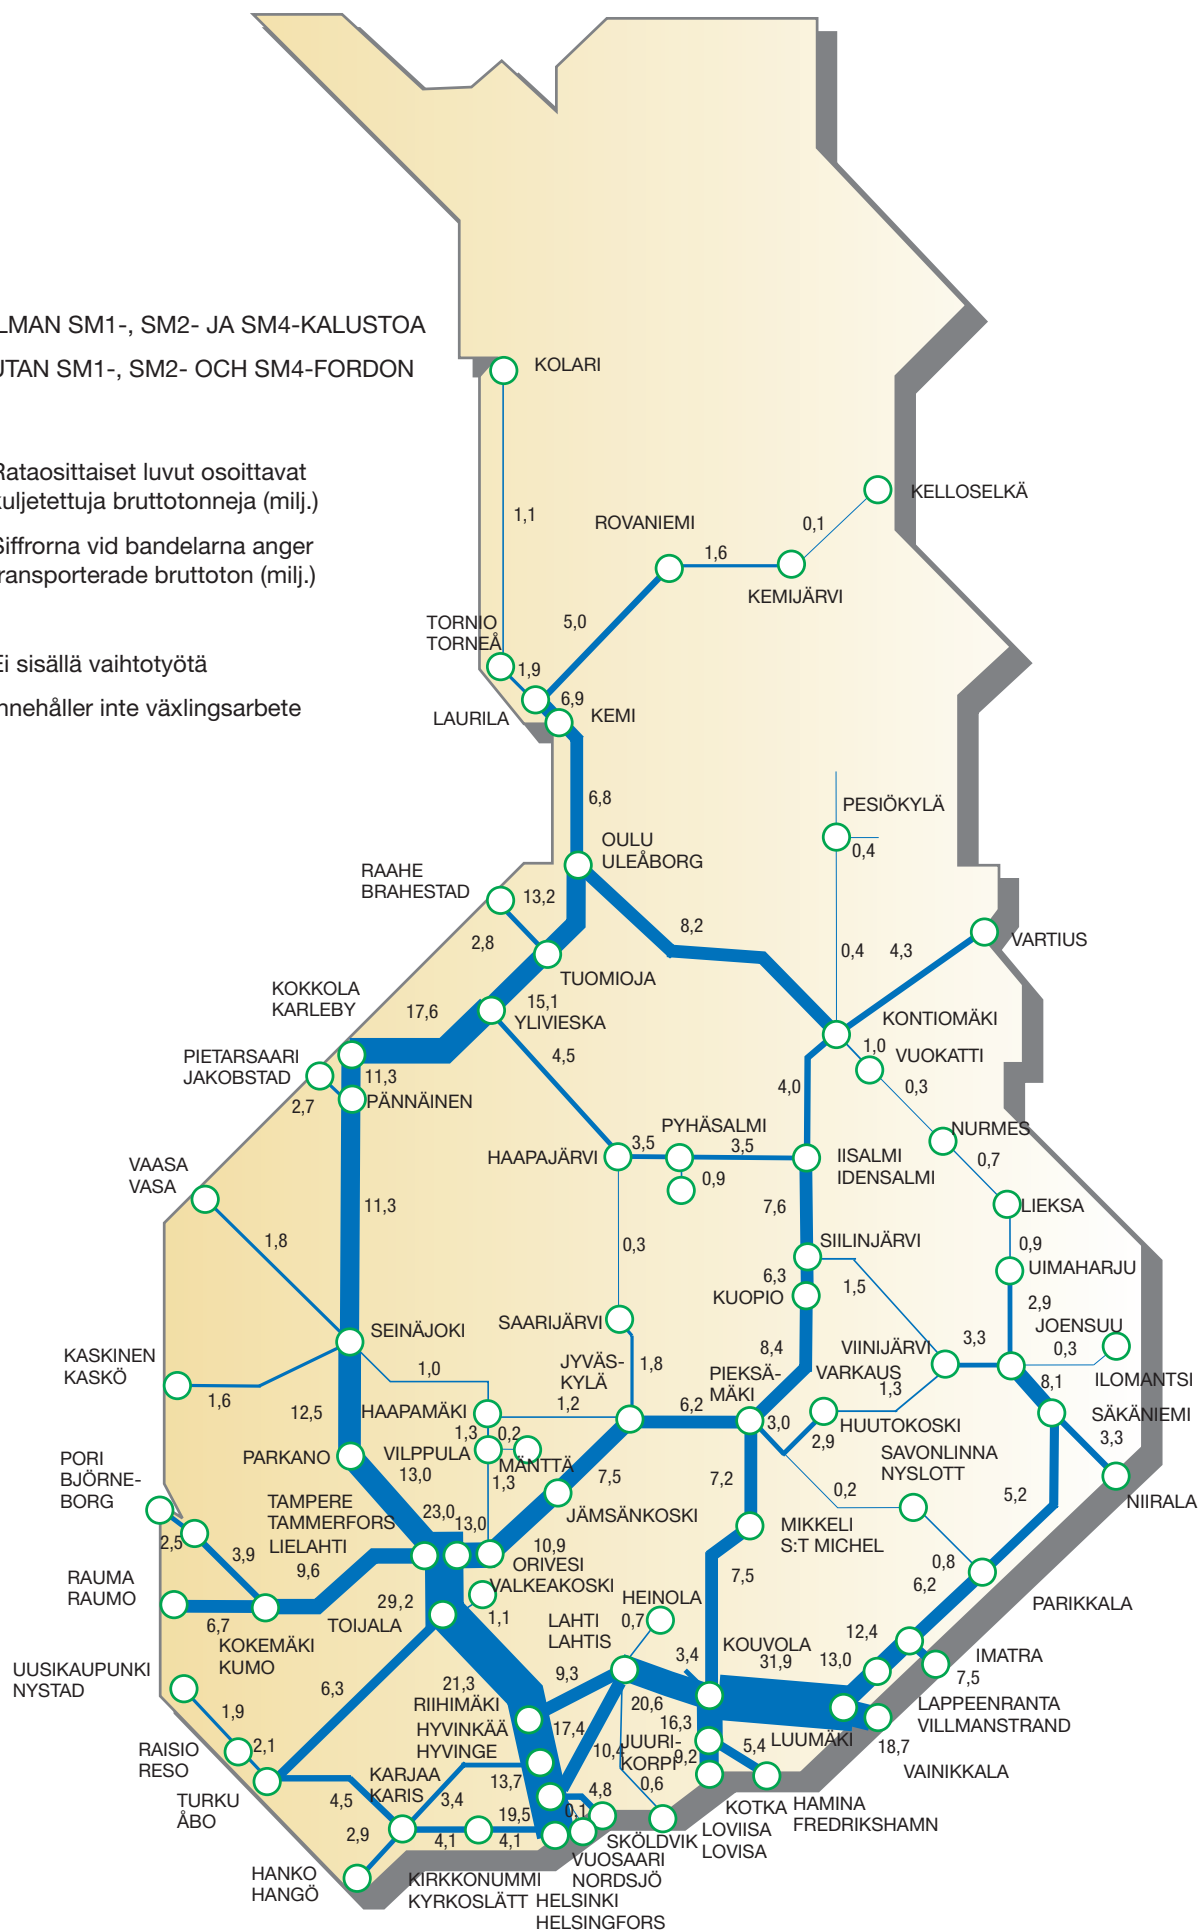 LMAN SM1-, SM2- JA SM4-KALUSTOA
UTAN SM1-, SM2- OCH SM4-FORDON
Rataosittaiset luvut osoittavat
kuljetettuja bruttotonneja (milj.)
Siffrorna vid bandelarna anger
transporterade bruttoton (milj.)
Ei sisällä vaihtotyötä
nnehåller inte växlingsarbete
KOLARI
KELLOSELKÄ
1,1
ROVANIEMI
0,1
1,6
KEMIJÄRVI
5,0
TORNIO
TORNEÅ
1,9
6,9
LAURILA
KEMI
6,8
PESIÖKYLÄ
0,4
OULU
ULEÅBORG
RAAHE
BRAHESTAD
13,2
8,2
2,8
0,4
4,3
VARTIUS
TUOMIOJA
KOKKOLA
KARLEBY
17,6
15,1
YLIVIESKA
KONTIOMÄKI
1,0
VUOKATTI
PIETARSAARI
JAKOBSTAD
11,3
4,5
4,0
0,3
2,7
PÄNNÄINEN
PYHÄSALMI
NURMES
HAAPAJÄRVI
3,5
3,5
IISALMI
IDENSALMI
0,7
VAASA
VASA
0,9
11,3
7,6
LIEKSA
1,8
0,3
SIILINJÄRVI
0,9
UIMAHARJU
6,3
1,5
KUOPIO
2,9
SEINÄJOKI
SAARIJÄRVI
JOENSUU
0,3
8,4
VIINIJÄRVI
3,3
KASKINEN
KASKÖ
1,0
JYVÄS-
KYLÄ
1,8
PIEKSÄ-
MÄKI
VARKAUS
1,3
8,1
ILOMANTSI
1,6
12,5
HAAPAMÄKI
1,2
6,2
3,0
HUUTOKOSKI
SÄKÄNIEMI
1,3
0,2
2,9
3,3
PARKANO
VILPPULA
MÄNTTÄ
SAVONLINNA
NYSLOTT
PORI
BJÖRNE-
BORG
13,0
1,3
7,5
7,2
0,2
5,2
NIIRALA
TAMPERE
TAMMERFORS
23,0
13,0
JÄMSÄNKOSKI
MIKKELI
S:T MICHEL
2,5
LIELAHTI
3,9
9,6
10,9
ORIVESI
VALKEAKOSKI
0,8
6,2
RAUMA
RAUMO
7,5
HEINOLA
PARIKKALA
29,2
1,1
6,7
TOIJALA
LAHTI
LAHTIS
0,7
KOKEMÄKI
KUMO
3,4
KOUVOLA
31,9
12,4
13,0
IMATRA
7,5
UUSIKAUPUNKI
NYSTAD
6,3
21,3
9,3
20,6
LAPPEENRANTA
VILLMANSTRAND
RIIHIMÄKI
1,9
17,4
16,3
HYVINKÄÄ
HYVINGE
JUURI-
KORPI
LUUMÄKI
18,7
RAISIO
RESO
2,1
10,4
9,2
5,4
VAINIKKALA
KARJAA
KARIS
13,7
0,6
TURKU
ÅBO
4,5
3,4
4,8
19,5
0,1
KOTKA
HAMINA
FREDRIKSHAMN
LOVIISA
LOVISA
2,9
4,1
4,1
SKÖLDVIK
VUOSAARI
NORDSJÖ
HANKO
HANGÖ
KIRKKONUMMI
KYRKOSLÄTT
HELSINKI
HELSINGFORS